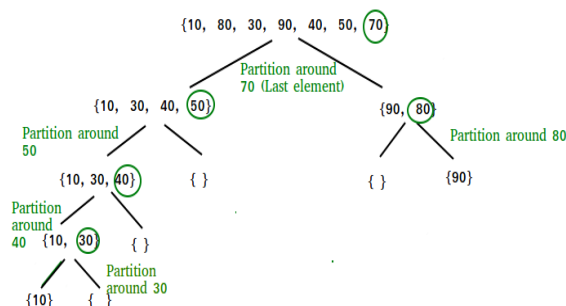 {10, 80, 30, 90, 40, 50, 70}
Partition around
70 (Last element)
{10, 30, 40, 50}
{90, 80}
Partition around
50
Partition around 80
{10, 30, 40}
{ }
{ }
{90}
Partition
around
40
{10, 30}
{ }
Partition
around 30
{10}
{ }